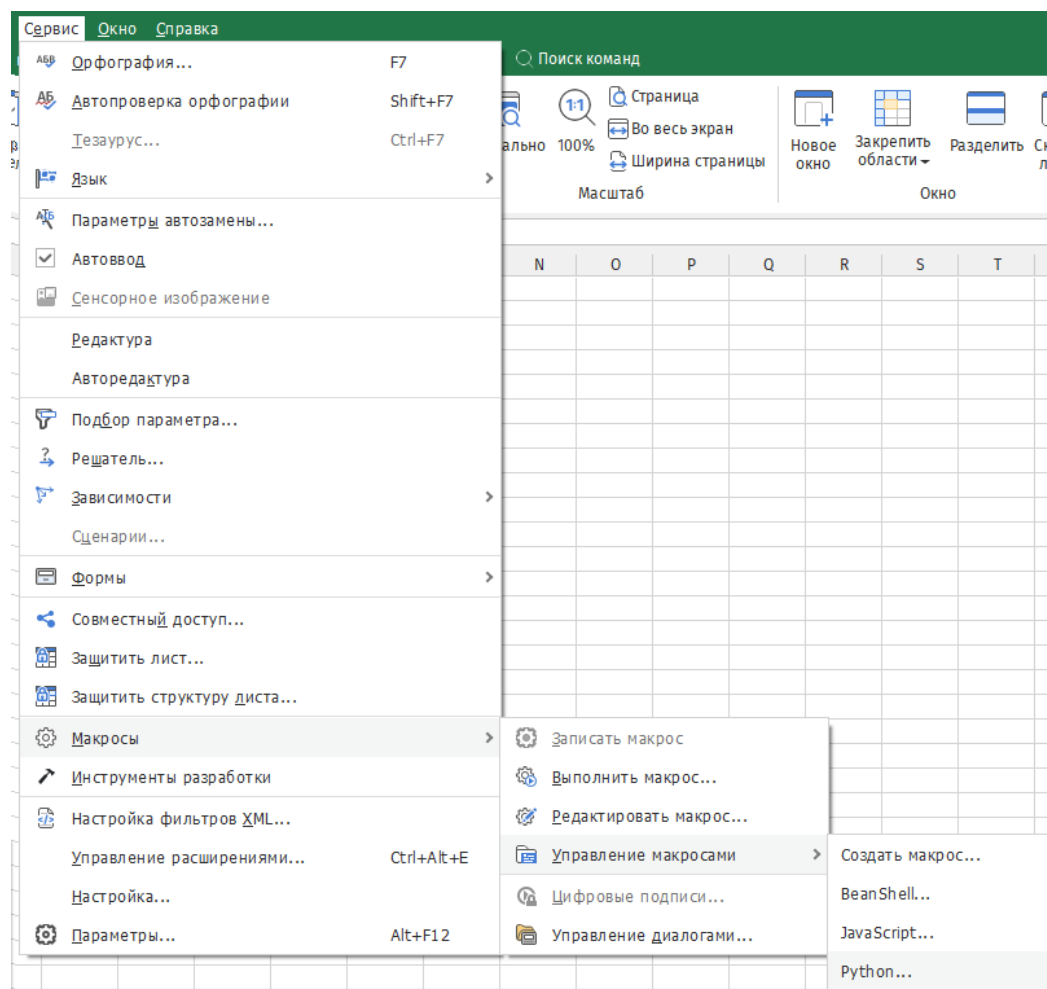 Сервис Окно Справка
Поиск команд
Орфография... F7
Автопроверка орфографии Shift+F7
Тезаурус... Ctrl+F7
Язык
Параметры автозамены...
Автоввод
Сенсорное изображение
Редактура
Авторедактура
Подбор параметра...
Решатель...
Зависимости
Сценарии...
Формы
Совместный доступ...
Защитить лист...
Защитить структуру листа...
Макросы
Инструменты разработки
Настройка фильтров XML...
Управление расширениями... Ctrl+Alt+E
Настройка...
Параметры... Alt+F12
1:1
100%
Страница
Во весь экран
Ширина страницы
Масштаб
Новое
окно
Закрепить
области
Разделить
Окно
N O P Q R S T
Записать макрос
Выполнить макрос...
Редактировать макрос...
Управление макросами
Цифровые подписи...
Управление диалогами...
Создать макрос...
BeanShell...
JavaScript...
Python...